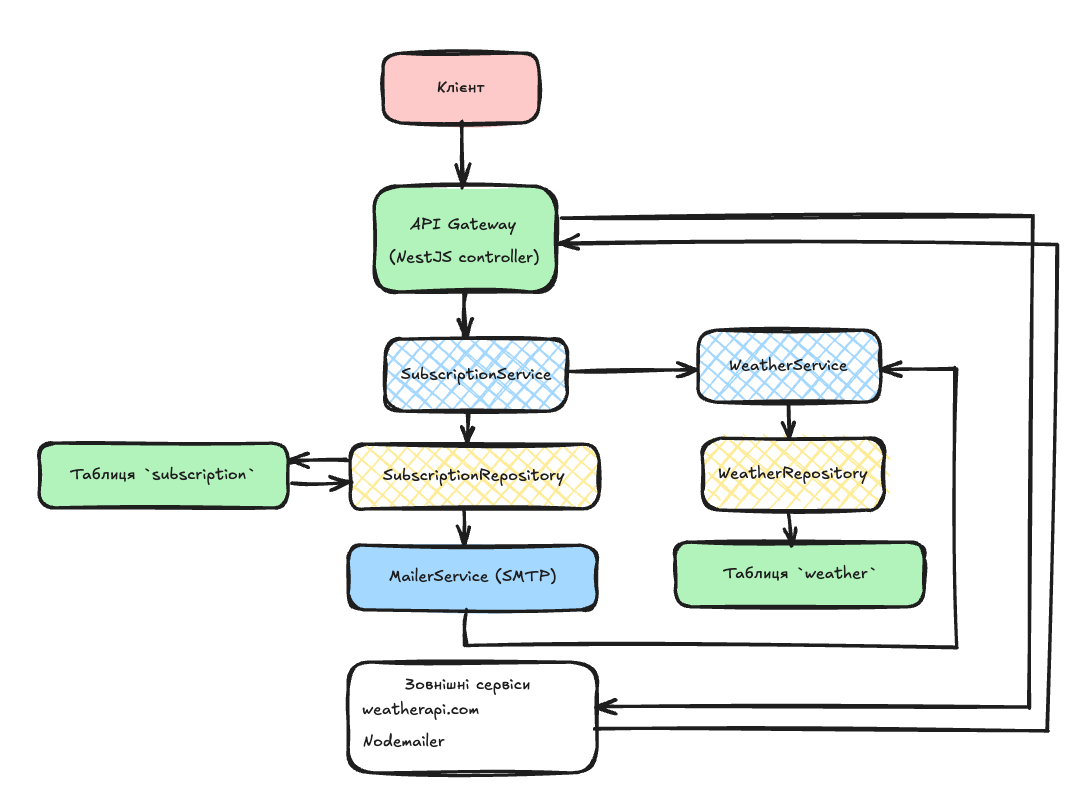 Клієнт
API Gateway
(NestJS controller)
SubscriptionService
WeatherService
Таблиця `subscription`
SubscriptionRepository
WeatherRepository
MailerService (SMTP)
Таблиця `weather`
Зовнішні сервіси
weatherapi.com
Nodemailer